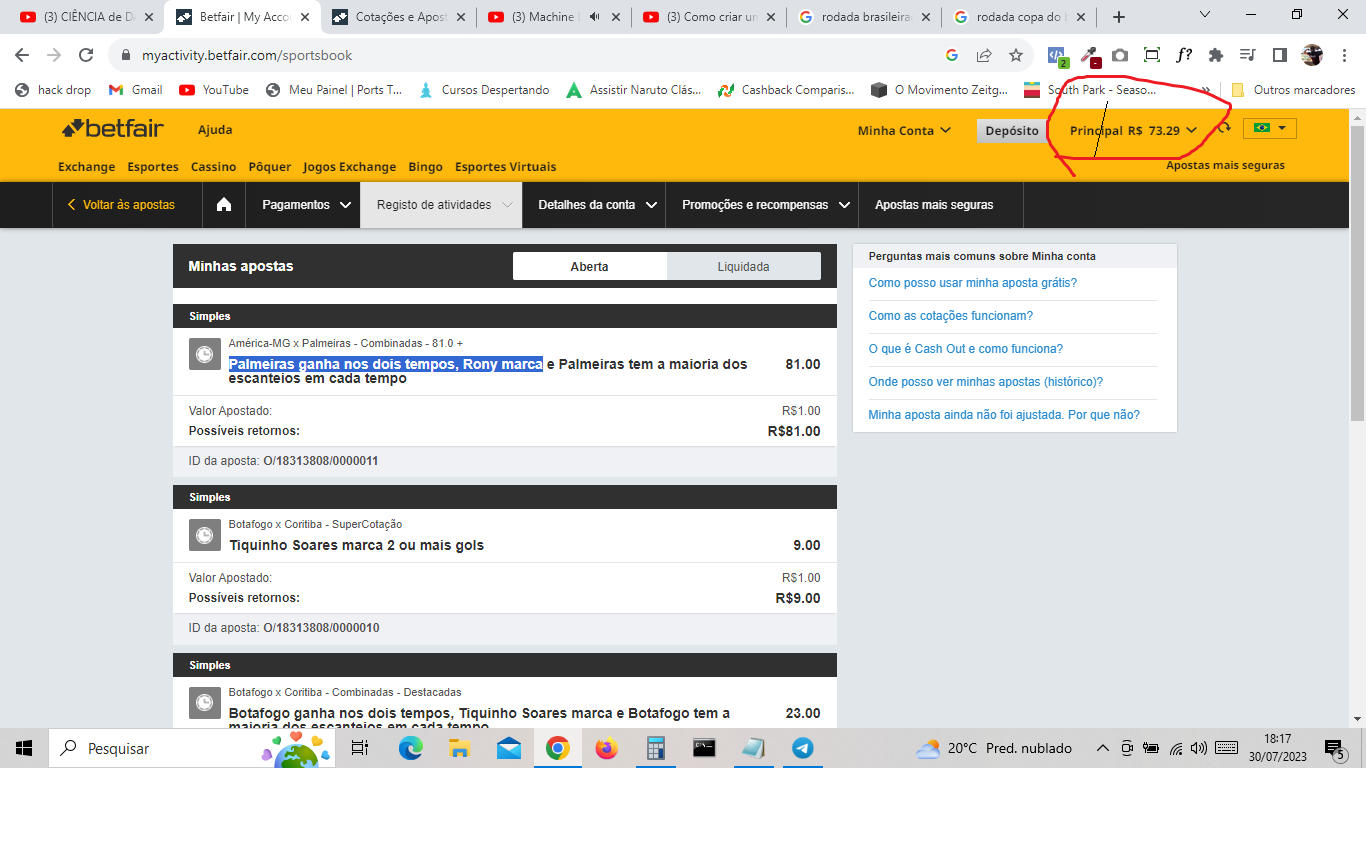 (3) CIÊNCIA de D
Betfair | My Acco
Cotações e Apost
(3) Machine
(3) Como criar un
rodada brasileira
rodada copa do b
myactivity.betfair.com/sportsbook
2
f?
hack drop
Gmail
YouTube
Meu Painel | Ports T...
Cursos Despertando
Assistir Naruto Clás...
Cashback Comparis...
O Movimento Zeitg...
South Park - Seaso...
»
Outros marcadores
betfair
Ajuda
Minha Conta
Depósito
Principal R$ 73.29
Exchange Esportes Cassino Pôquer Jogos Exchange Bingo Esportes Virtuais
Apostas mais seguras
Voltar às apostas
Pagamentos
Registo de atividades
Detalhes da conta
Promoções e recompensas
Apostas mais seguras
Minhas apostas
Aberta
Liquidada
Simples
América-MG x Palmeiras - Combinadas - 81.0 +
Palmeiras ganha nos dois tempos, Rony marca e Palmeiras tem a maioria dos
escanteios em cada tempo
81.00
Valor Apostado:
R$1.00
Possíveis retornos:
R$81.00
ID da aposta: O/18313808/0000011
Simples
Botafogo x Coritiba - SuperCotação
Tiquinho Soares marca 2 ou mais gols
9.00
Valor Apostado:
R$1.00
Possíveis retornos:
R$9.00
ID da aposta: O/18313808/0000010
Simples
Botafogo x Coritiba - Combinadas - Destacadas
Botafogo ganha nos dois tempos, Tiquinho Soares marca e Botafogo tem a
maioria dos escanteios em cada tempo
23.00
Perguntas mais comuns sobre Minha conta
Como posso usar minha aposta grátis?
Como as cotações funcionam?
O que é Cash Out e como funciona?
Onde posso ver minhas apostas (histórico)?
Minha aposta ainda não foi ajustada. Por que não?
Pesquisar
20°C Pred. nublado
18:17
30/07/2023
5